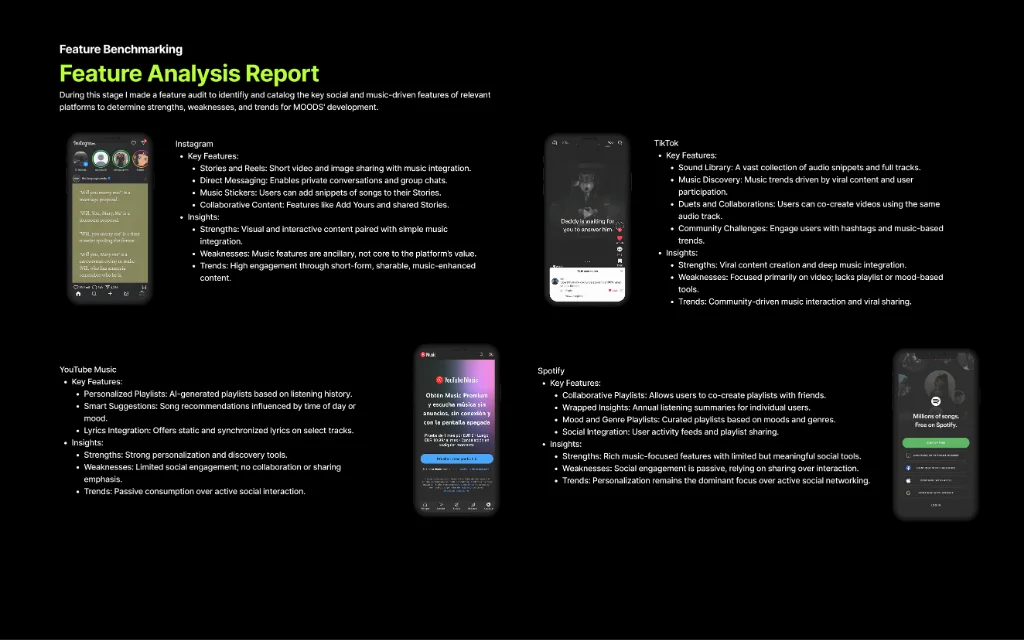 Feature Benchmarking
Feature Analysis Report
During this stage I made a feature audit to identifiy and catalog the key social and music-driven features of relevant
platforms to determine strengths, weaknesses, and trends for MOODS' development.
Instagram
Instagram
• Key Features:
• Stories and Reels: Short video and image sharing with music integration.
• Direct Messaging: Enables private conversations and group chats.
• Music Stickers: Users can add snippets of songs to their Stories.
• Collaborative Content: Features like Add Yours and shared Stories.
• Insights:
• Strengths: Visual and interactive content paired with simple music
integration.
• Weaknesses: Music features are ancillary, not core to the platform's value.
• Trends: High engagement through short-form, sharable, music-enhanced
content.
Deddy is waiting for
you to answer him
TikTok
• Key Features:
• Sound Library: A vast collection of audio snippets and full tracks.
• Music Discovery: Music trends driven by viral content and user
participation.
• Duets and Collaborations: Users can co-create videos using the same
audio track.
• Community Challenges: Engage users with hashtags and music-based
trends.
• Insights:
• Strengths: Viral content creation and deep music integration.
• Weaknesses: Focused primarily on video; lacks playlist or mood-based
tools.
• Trends: Community-driven music interaction and viral sharing.
YouTube Music
• Key Features:
• Personalized Playlists: AI-generated playlists based on listening history.
• Smart Suggestions: Song recommendations influenced by time of day or
mood.
• Lyrics Integration: Offers static and synchronized lyrics on select tracks.
• Insights:
• Strengths: Strong personalization and discovery tools.
• Weaknesses: Limited social engagement; no collaboration or sharing
emphasis.
• Trends: Passive consumption over active social interaction.
Music
YouTube Music
Obtén Music Premium
y escucha música sin
anuncios, sin conexión y
con la pantalla apagada
Spotify
• Key Features:
• Collaborative Playlists: Allows users to co-create playlists with friends.
• Wrapped Insights: Annual listening summaries for individual users.
• Mood and Genre Playlists: Curated playlists based on moods and genres.
• Social Integration: User activity feeds and playlist sharing.
• Insights:
• Strengths: Rich music-focused features with limited but meaningful social tools.
• Weaknesses: Social engagement is passive, relying on sharing over interaction.
• Trends: Personalization remains the dominant focus over active social networking.
Millions of songs.
Free on Spotify.